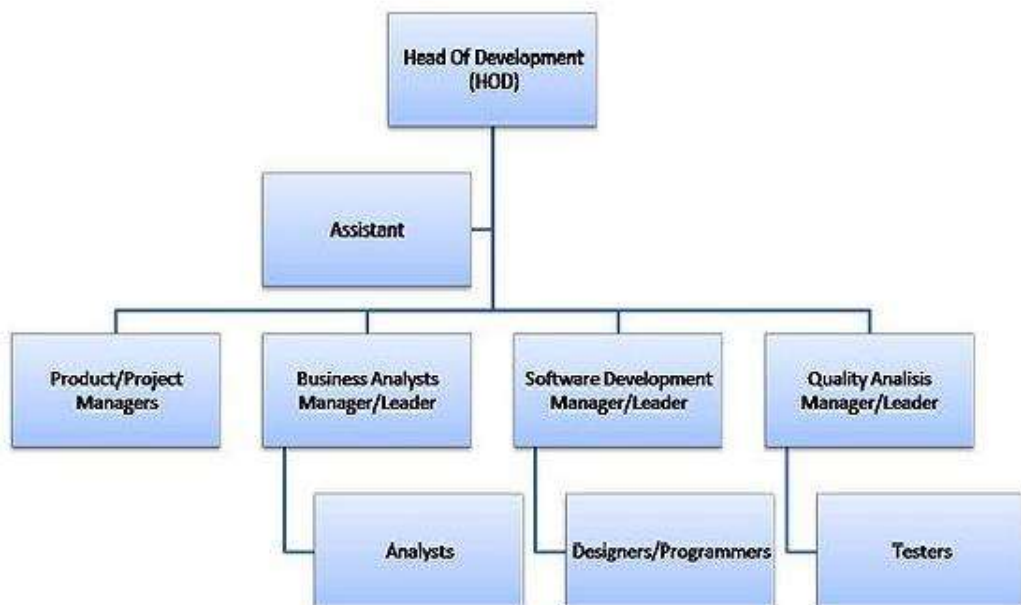 Head Of Development
(HOD)
Assistant
Product/Project
Managers
Business Analysts
Manager/Leader
Software Development
Manager/Leader
Quality Analisis
Manager/Leader
Analysts
Designers/Programmers
Testers